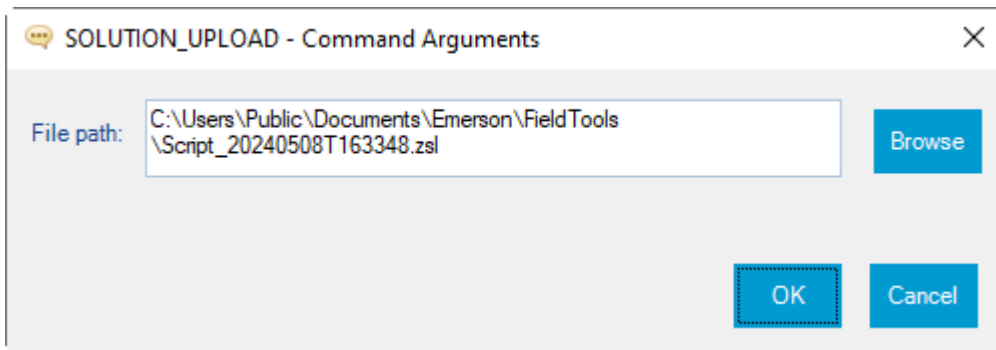 SOLUTION_UPLOAD - Command Arguments
File path:
C:\Users\Public\Documents\Emerson\FieldTools
\Script_20240508T163348.zsl
Browse
OK
Cancel